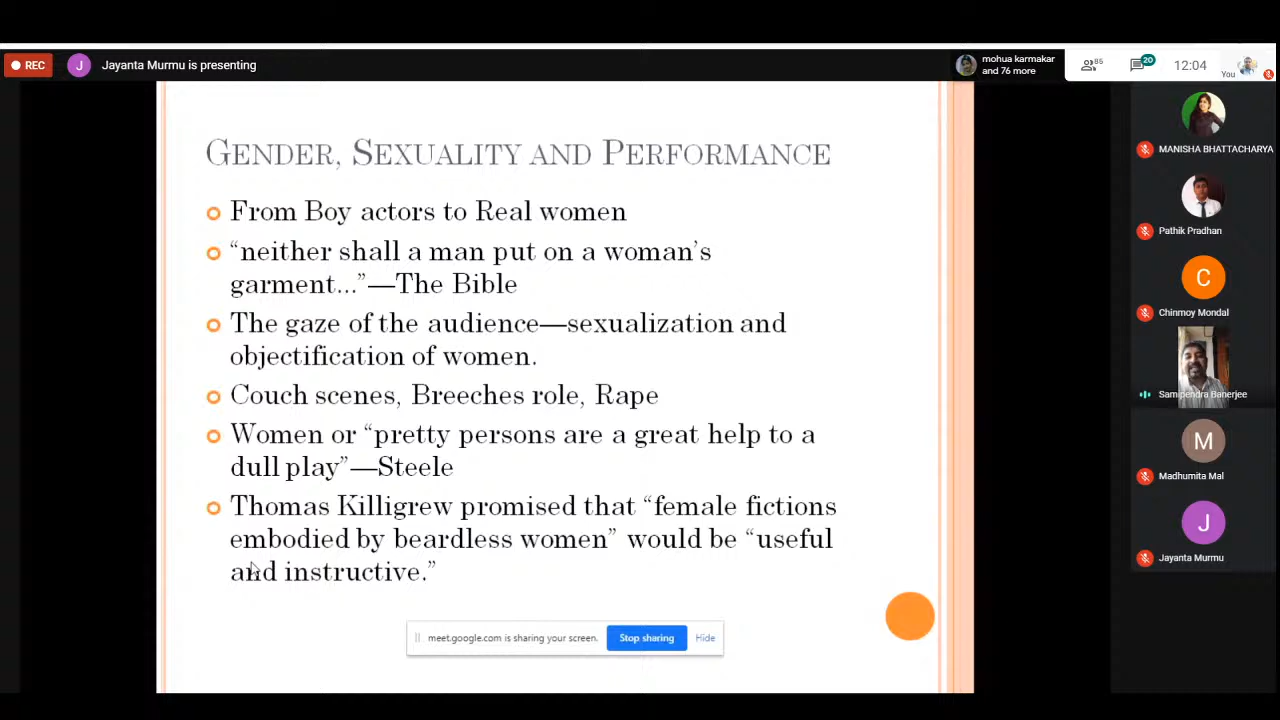 REC
J
Jayanta Murmu is presenting
mohua karmakar
and 76 more
85
20
12:04
You
GENDER, SEXUALITY AND PERFORMANCE
From Boy actors to Real women
“neither shall a man put on a woman’s
garment...”—The Bible
The gaze of the audience—sexualization and
objectification of women.
Couch scenes, Breeches role, Rape
Women or “pretty persons are a great help to a
dull play”—Steele
Thomas Killigrew promised that “female fictions
embodied by beardless women” would be “useful
and instructive.”
meet.google.com is sharing your screen.
Stop sharing
Hide
MANISHA BHATTACHARYA
Pathik Pradhan
C
Chinmoy Mondal
Samipendra Banerjee
M
Madhumita Mal
J
Jayanta Murmu